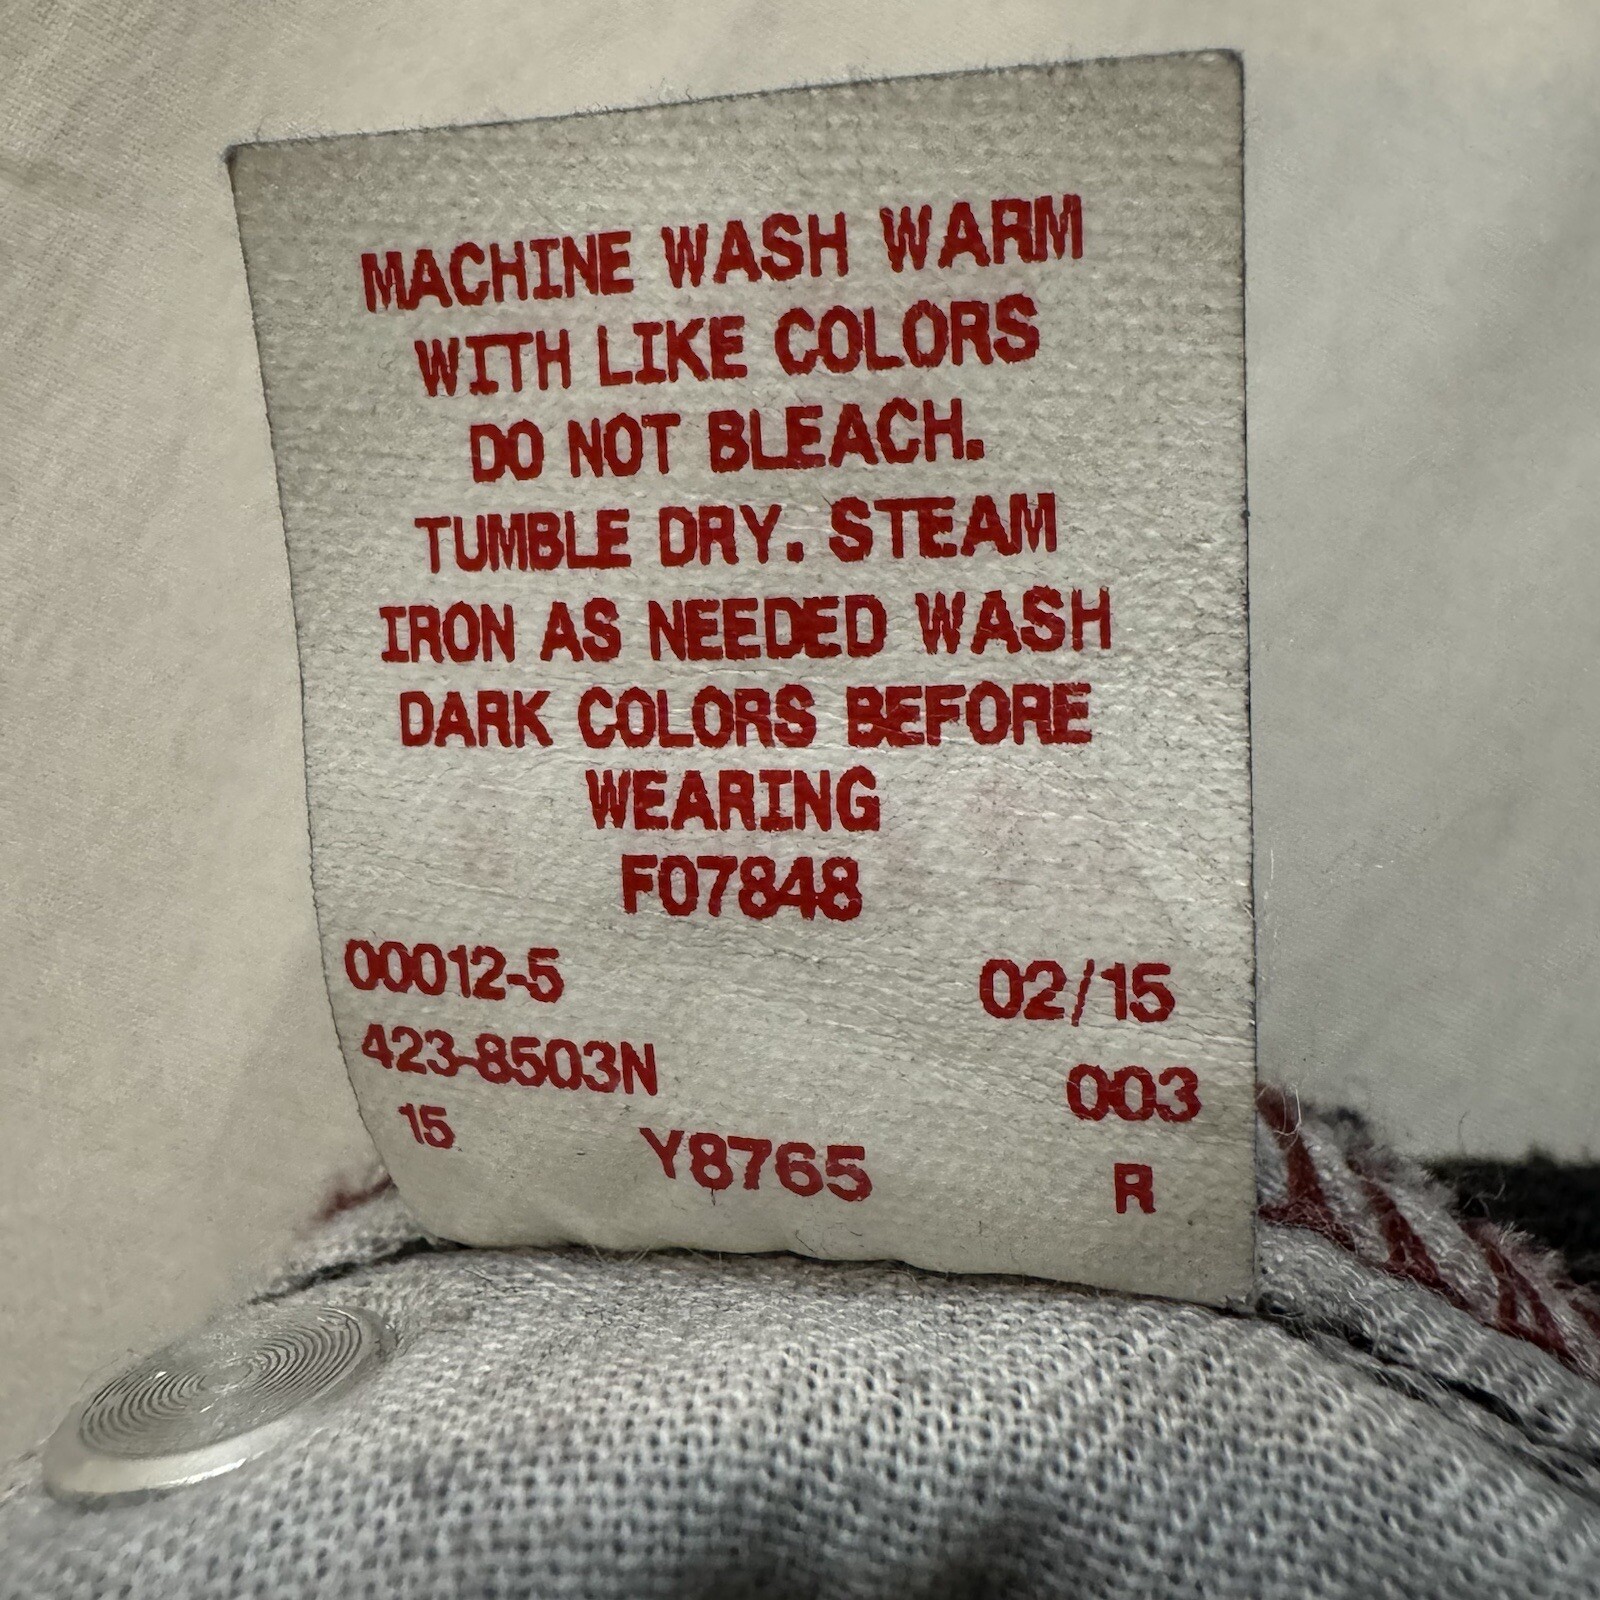 MACHINE WASH WARM
WITH LIKE COLORS
DO NOT BLEACH.
TUMBLE DRY. STEAM
IRON AS NEEDED WASH
DARK COLORS BEFORE
WEARING
F07848
00012-5 02/15
423-8503N 003
15 Y8765 R